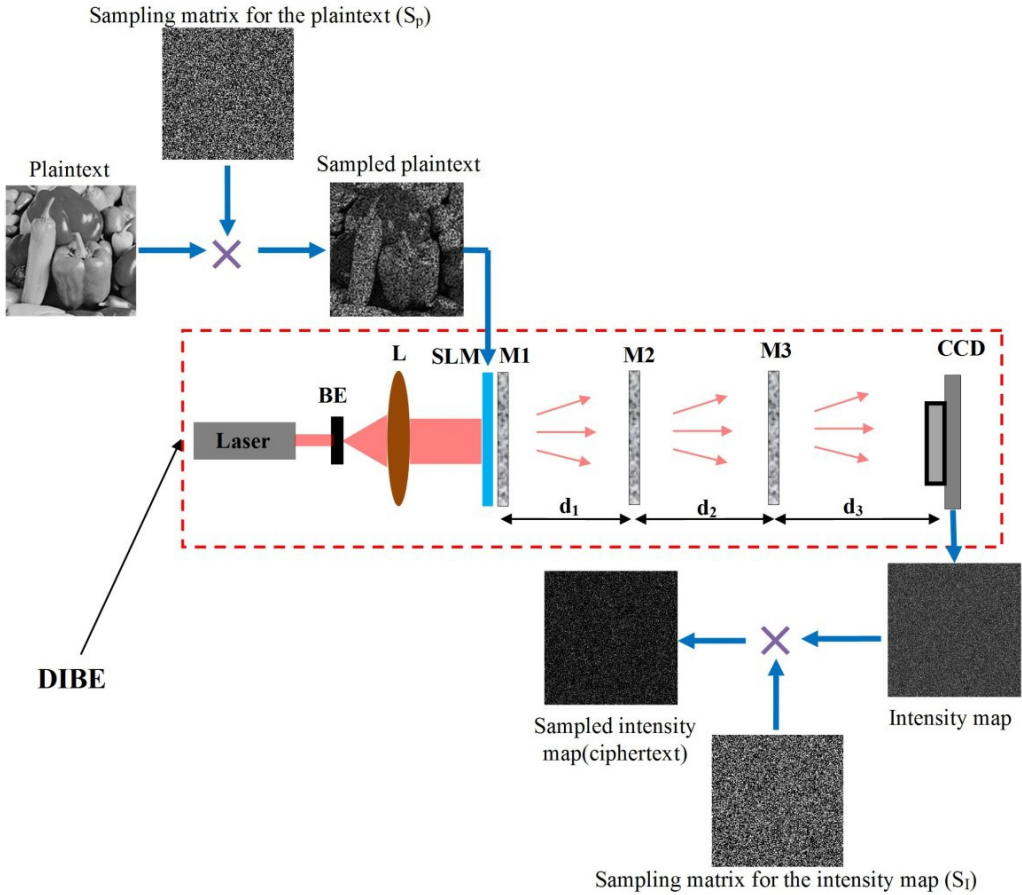 Sampling matrix for the plaintext (Sₚ)
Plaintext
Sampled plaintext
L
SLM
M1
M2
M3
CCD
BE
Laser
d₁
d₂
d₃
DIBE
Sampled intensity
map(ciphertext)
Intensity map
Sampling matrix for the intensity map (S_I)